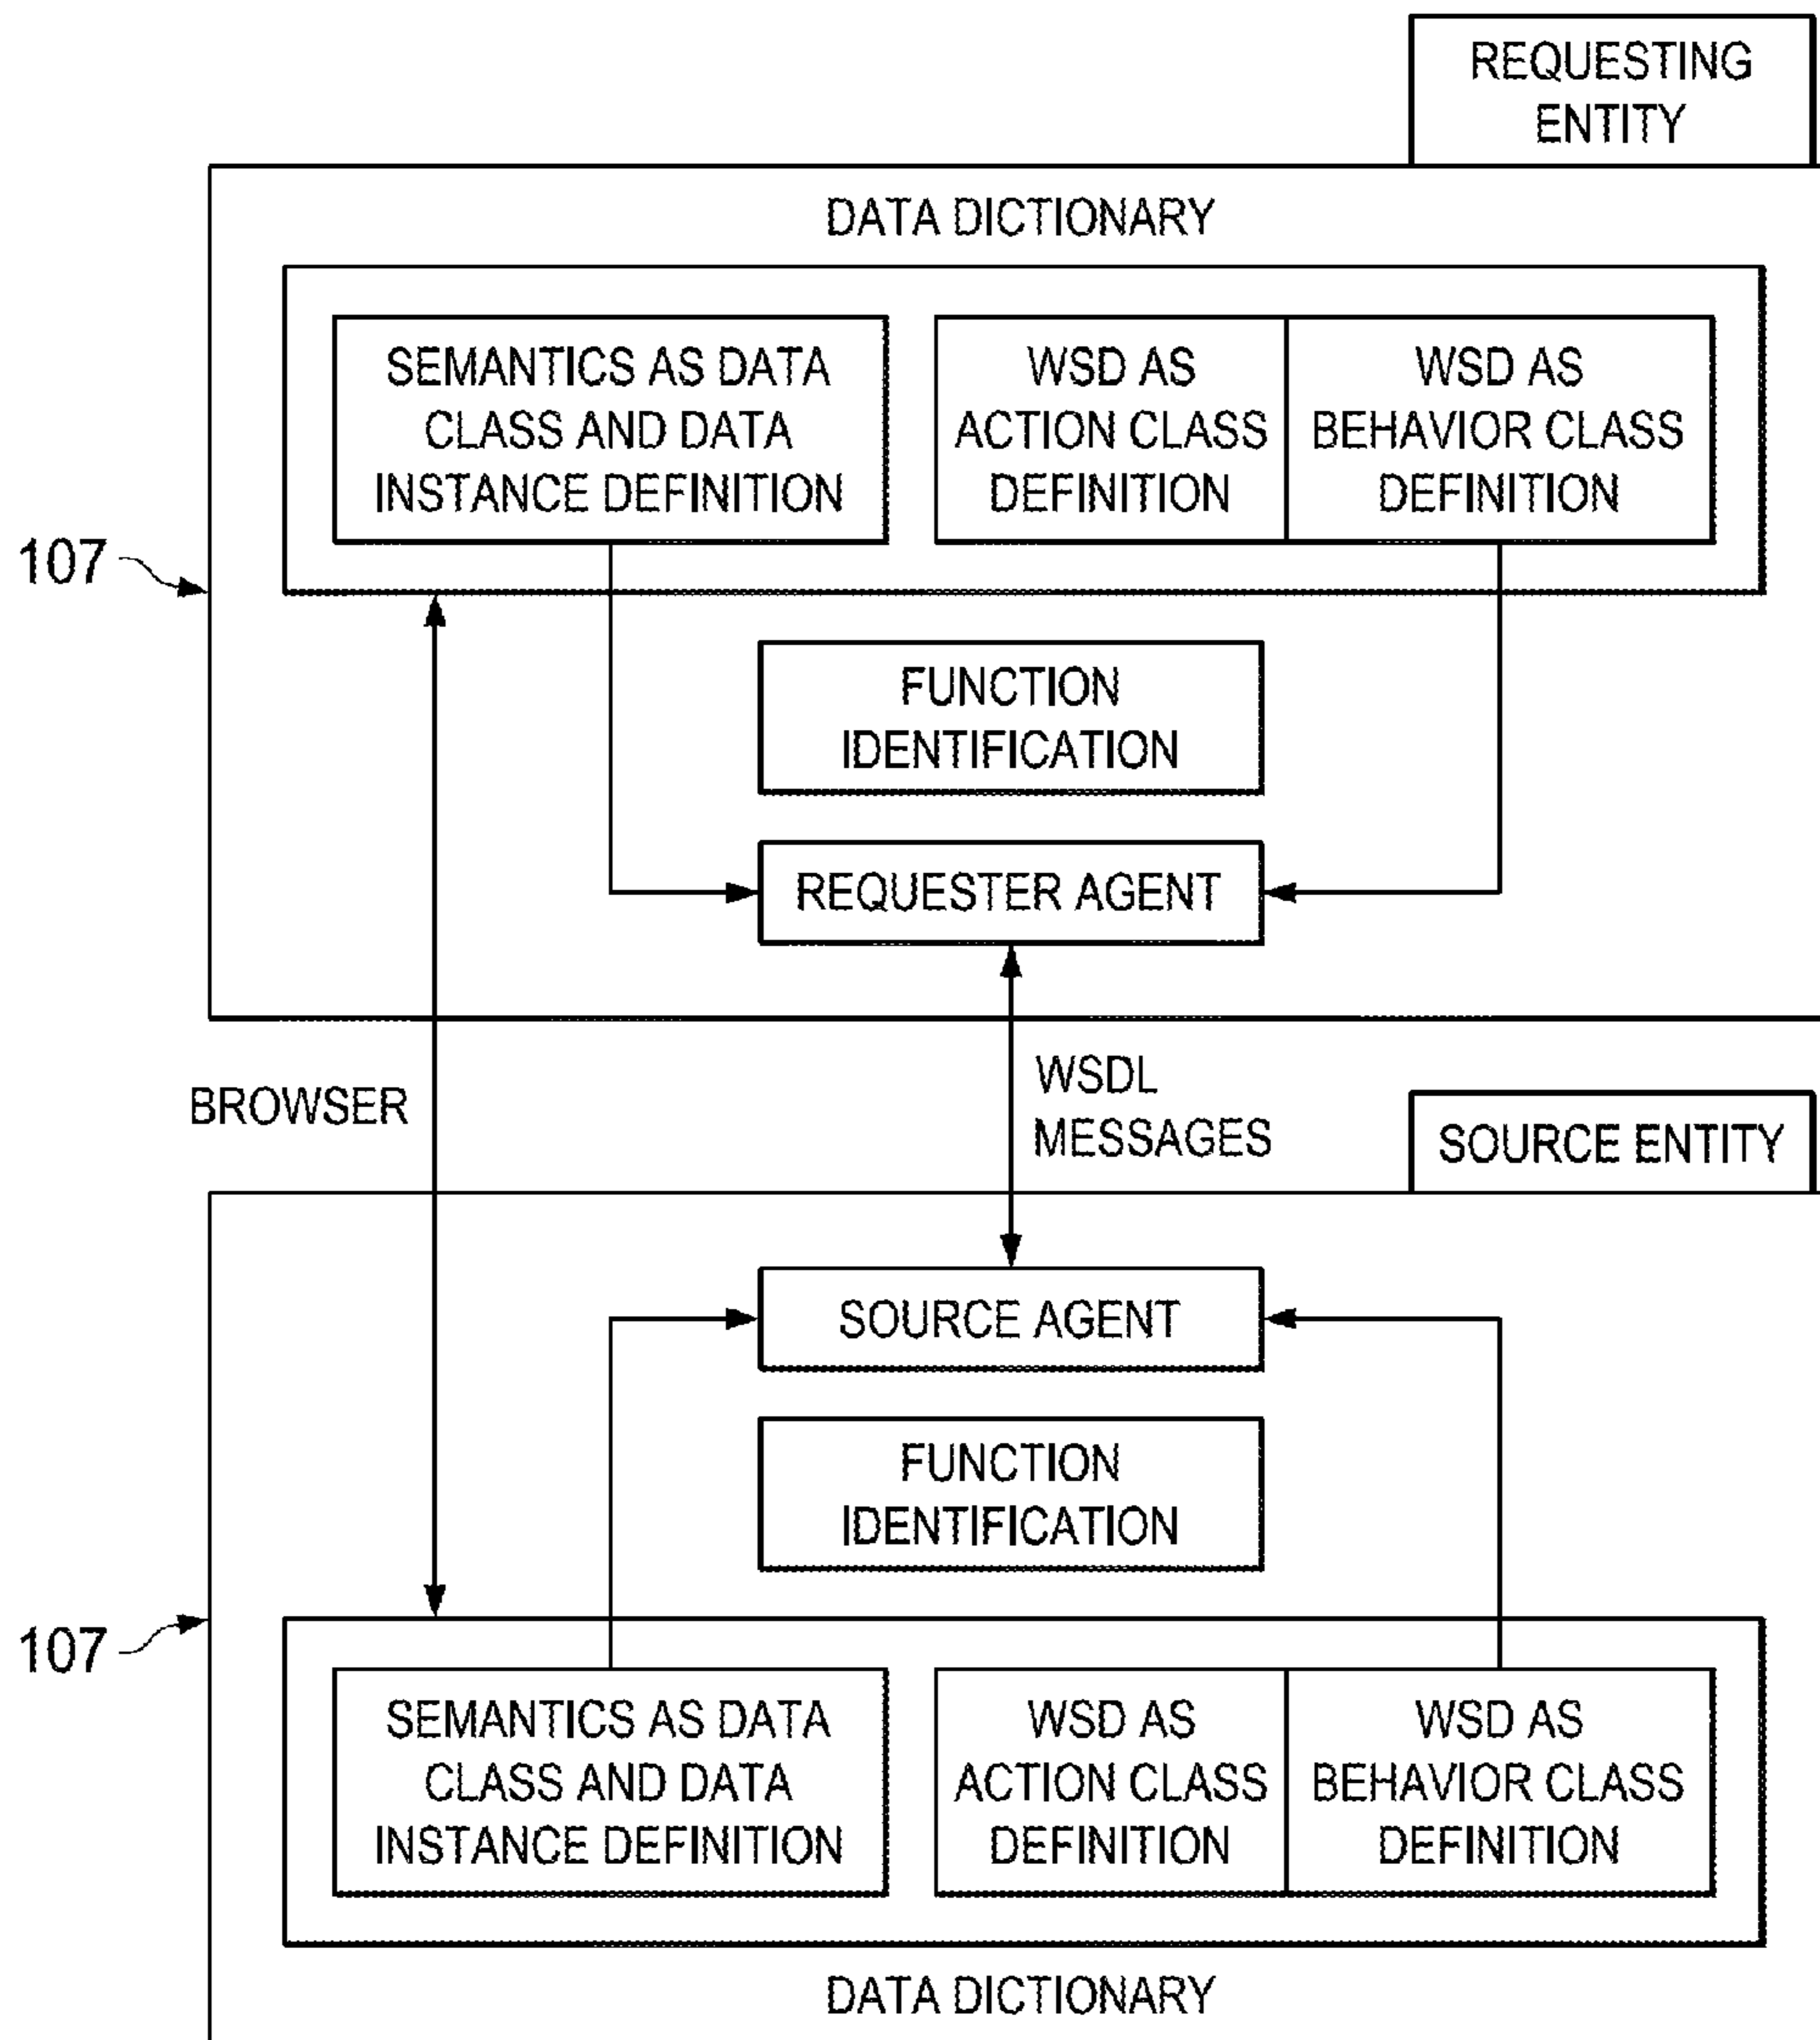 REQUESTING
ENTITY
DATA DICTIONARY
SEMANTICS AS DATA
CLASS AND DATA
INSTANCE DEFINITION
WSD AS
ACTION CLASS
DEFINITION
WSD AS
BEHAVIOR CLASS
DEFINITION
107
FUNCTION
IDENTIFICATION
REQUESTER AGENT
BROWSER
WSDL
MESSAGES
SOURCE ENTITY
SOURCE AGENT
FUNCTION
IDENTIFICATION
107
SEMANTICS AS DATA
CLASS AND DATA
INSTANCE DEFINITION
WSD AS
ACTION CLASS
DEFINITION
WSD AS
BEHAVIOR CLASS
DEFINITION
DATA DICTIONARY